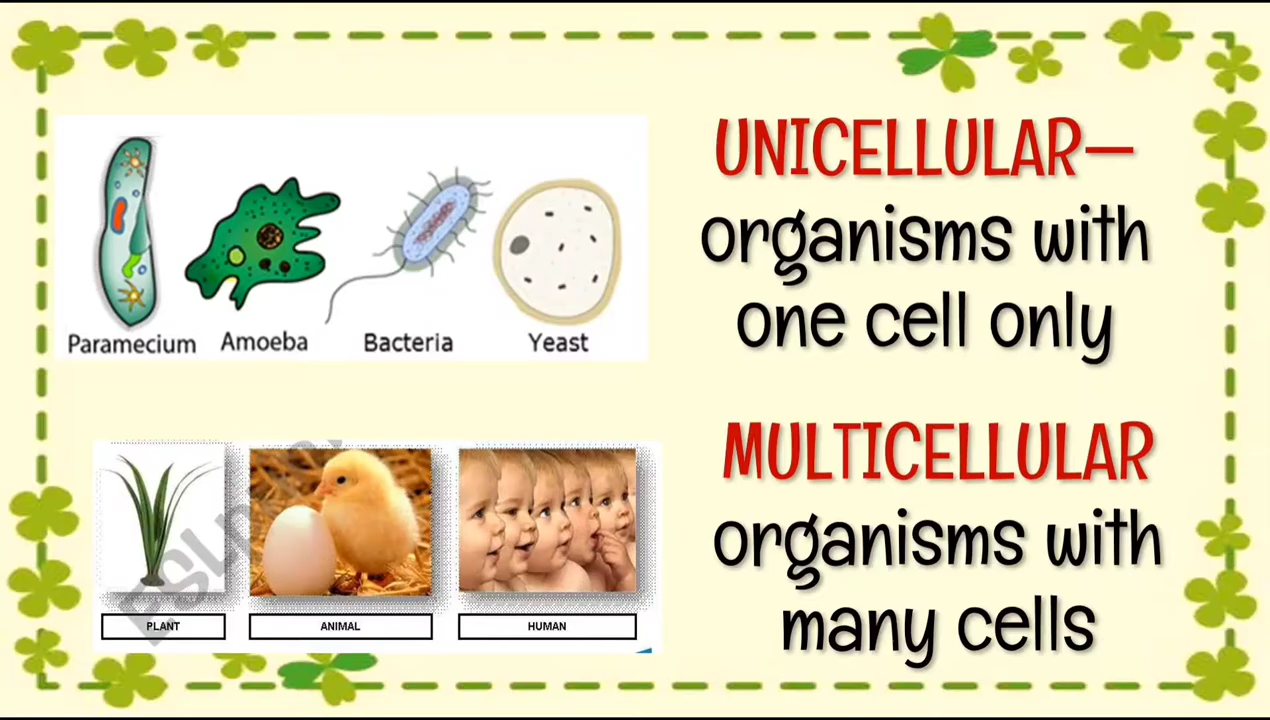 UNICELLULAR—
organisms with
one cell only
Paramecium Amoeba Bacteria Yeast
MULTICELLULAR
organisms with
many cells
PLANT ANIMAL HUMAN